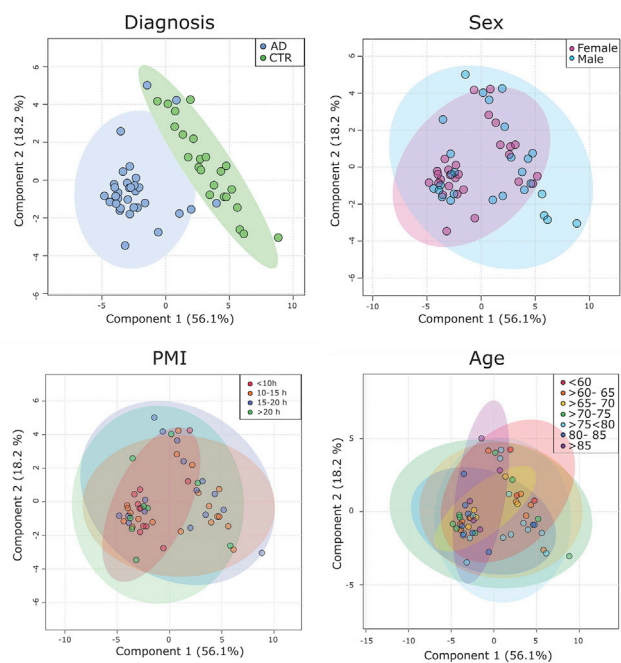 Diagnosis
AD
CTR
6
4
2
0
-2
-4
-6
Component 2 (18.2 %)
-5 0 5 10
Component 1 (56.1%)
Sex
Female
Male
6
4
2
0
-2
-4
-6
Component 2 (18.2 %)
-10 -5 0 5 10
Component 1 (56.1%)
PMI
<10h
10-15 h
15-20 h
>20 h
6
4
2
0
-2
-4
-6
Component 2 (18.2 %)
-10 -5 0 5 10
Component 1 (56.1%)
Age
<60
>60- 65
>65- 70
>70-75
>75<80
80- 85
>85
5
0
-5
Component 2 (18.2 %)
-15 -10 -5 0 5 10
Component 1 (56.1%)